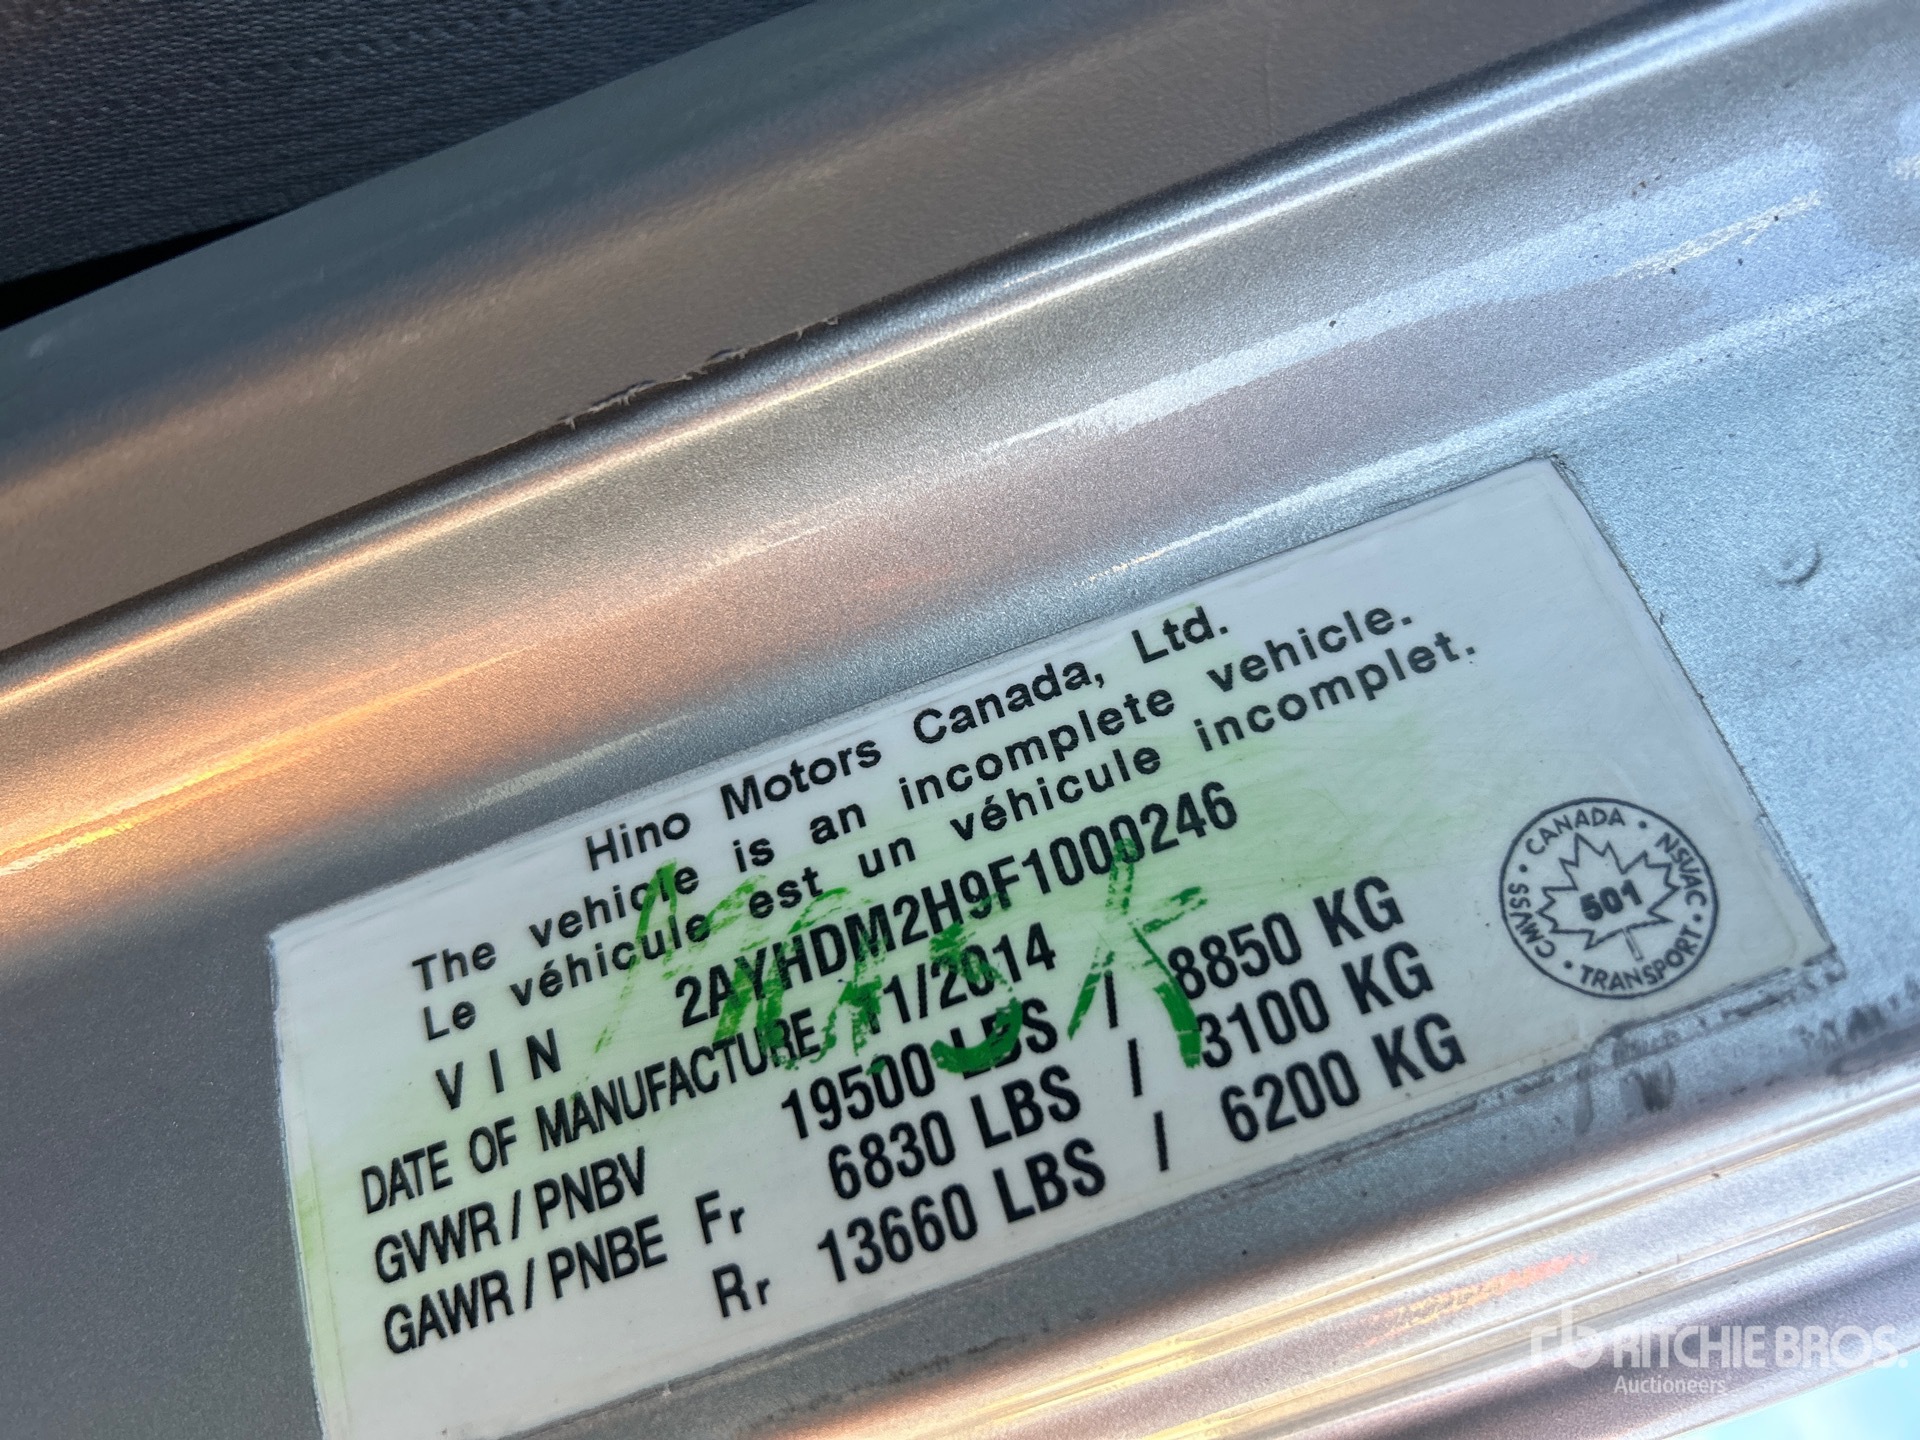 Hino Motors Canada, Ltd.
The vehicle is an incomplete vehicle.
Le véhicule est un véhicule incomplet.
VIN 2AYHDM2H9F1000246
DATE OF MANUFACTURE 11/2014
GVWR / PNBV 19500 LBS / 8850 KG
GAWR / PNBE Fr 6830 LBS / 3100 KG
Rr 13660 LBS / 6200 KG
CANADA • NSVAC • TRANSPORT • CMVSS •
501
rb RITCHIE BROS.
Auctioneers